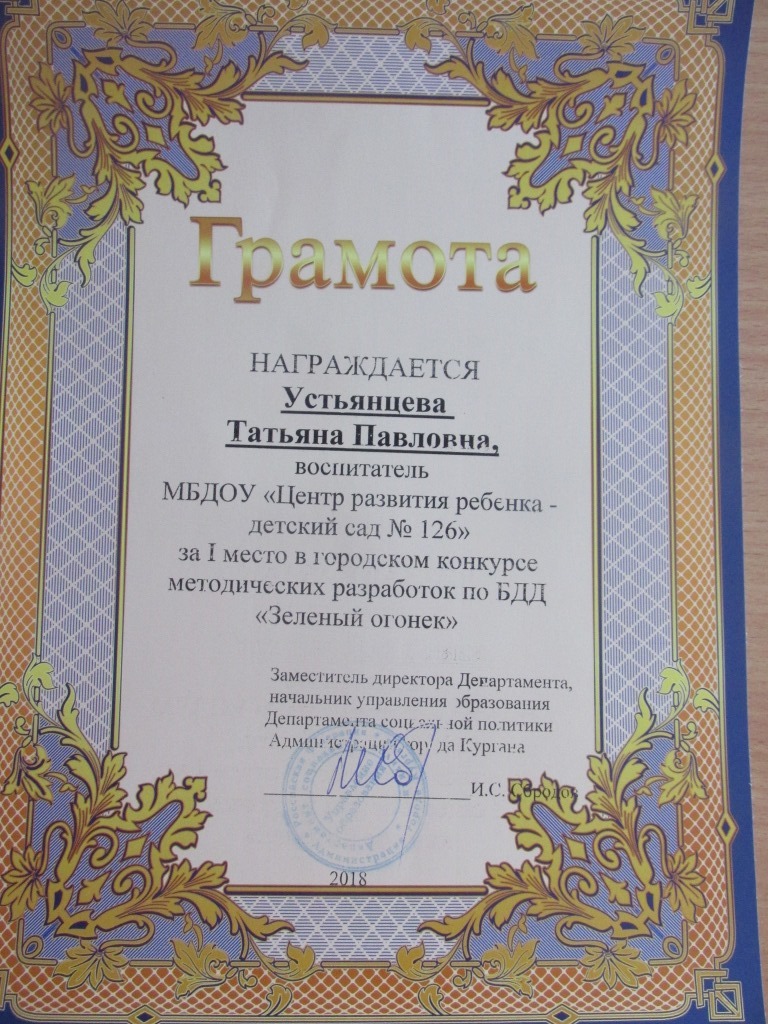 Грамота
НАГРАЖДАЕТСЯ
Устьянцева
Татьяна Павловна,
воспитатель
МБДОУ «Центр развития ребенка -
детский сад № 126»
за I место в городском конкурсе
методических разработок по БДД
«Зеленый огонек»
Заместитель директора Департамента,
начальник управления образования
Департамента социальной политики
Администрации города Кургана
И.С.
2018